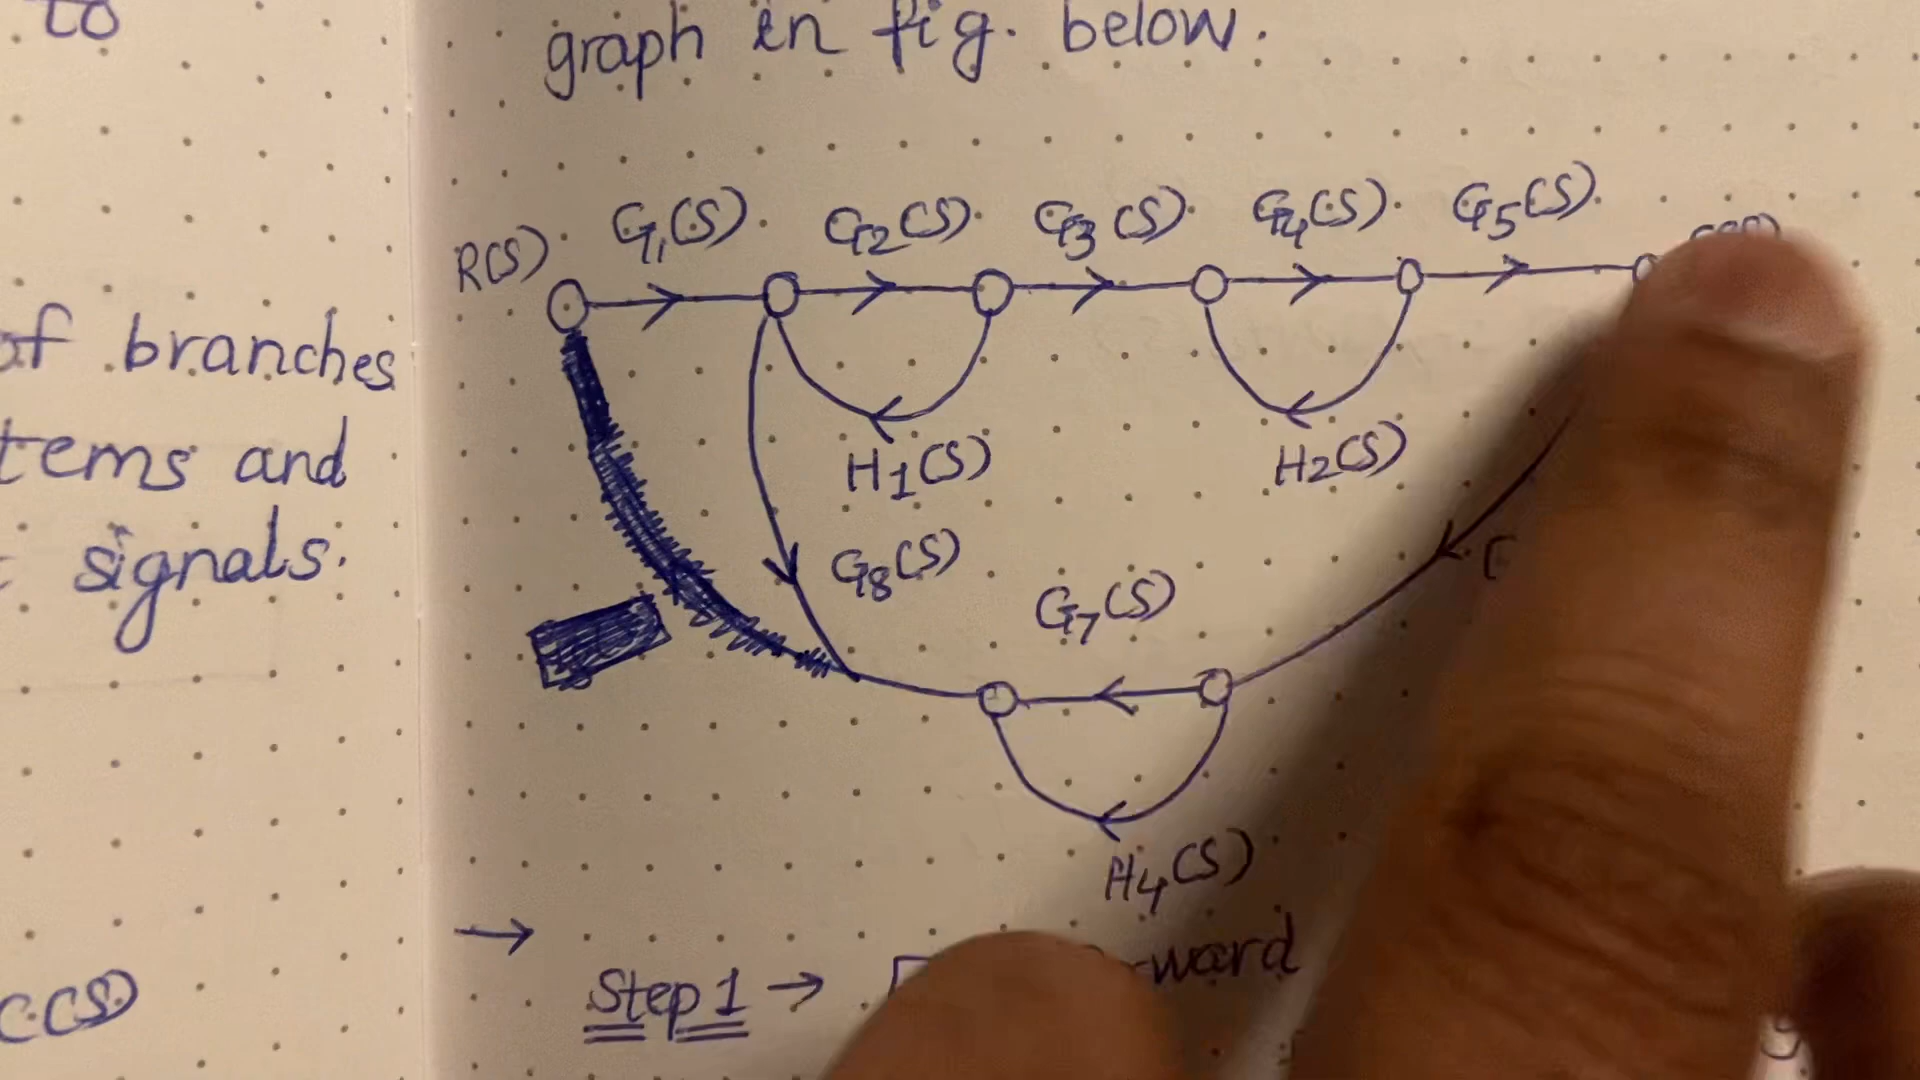 to
of branches
tems and
signals.
C(S)
graph in fig. below.
R(S) G1(S) G2(S) G3(S) G4(S) G5(S)
H1(S) H2(S)
G8(S) G7(S)
H4(S)
→
Step 1 → ward